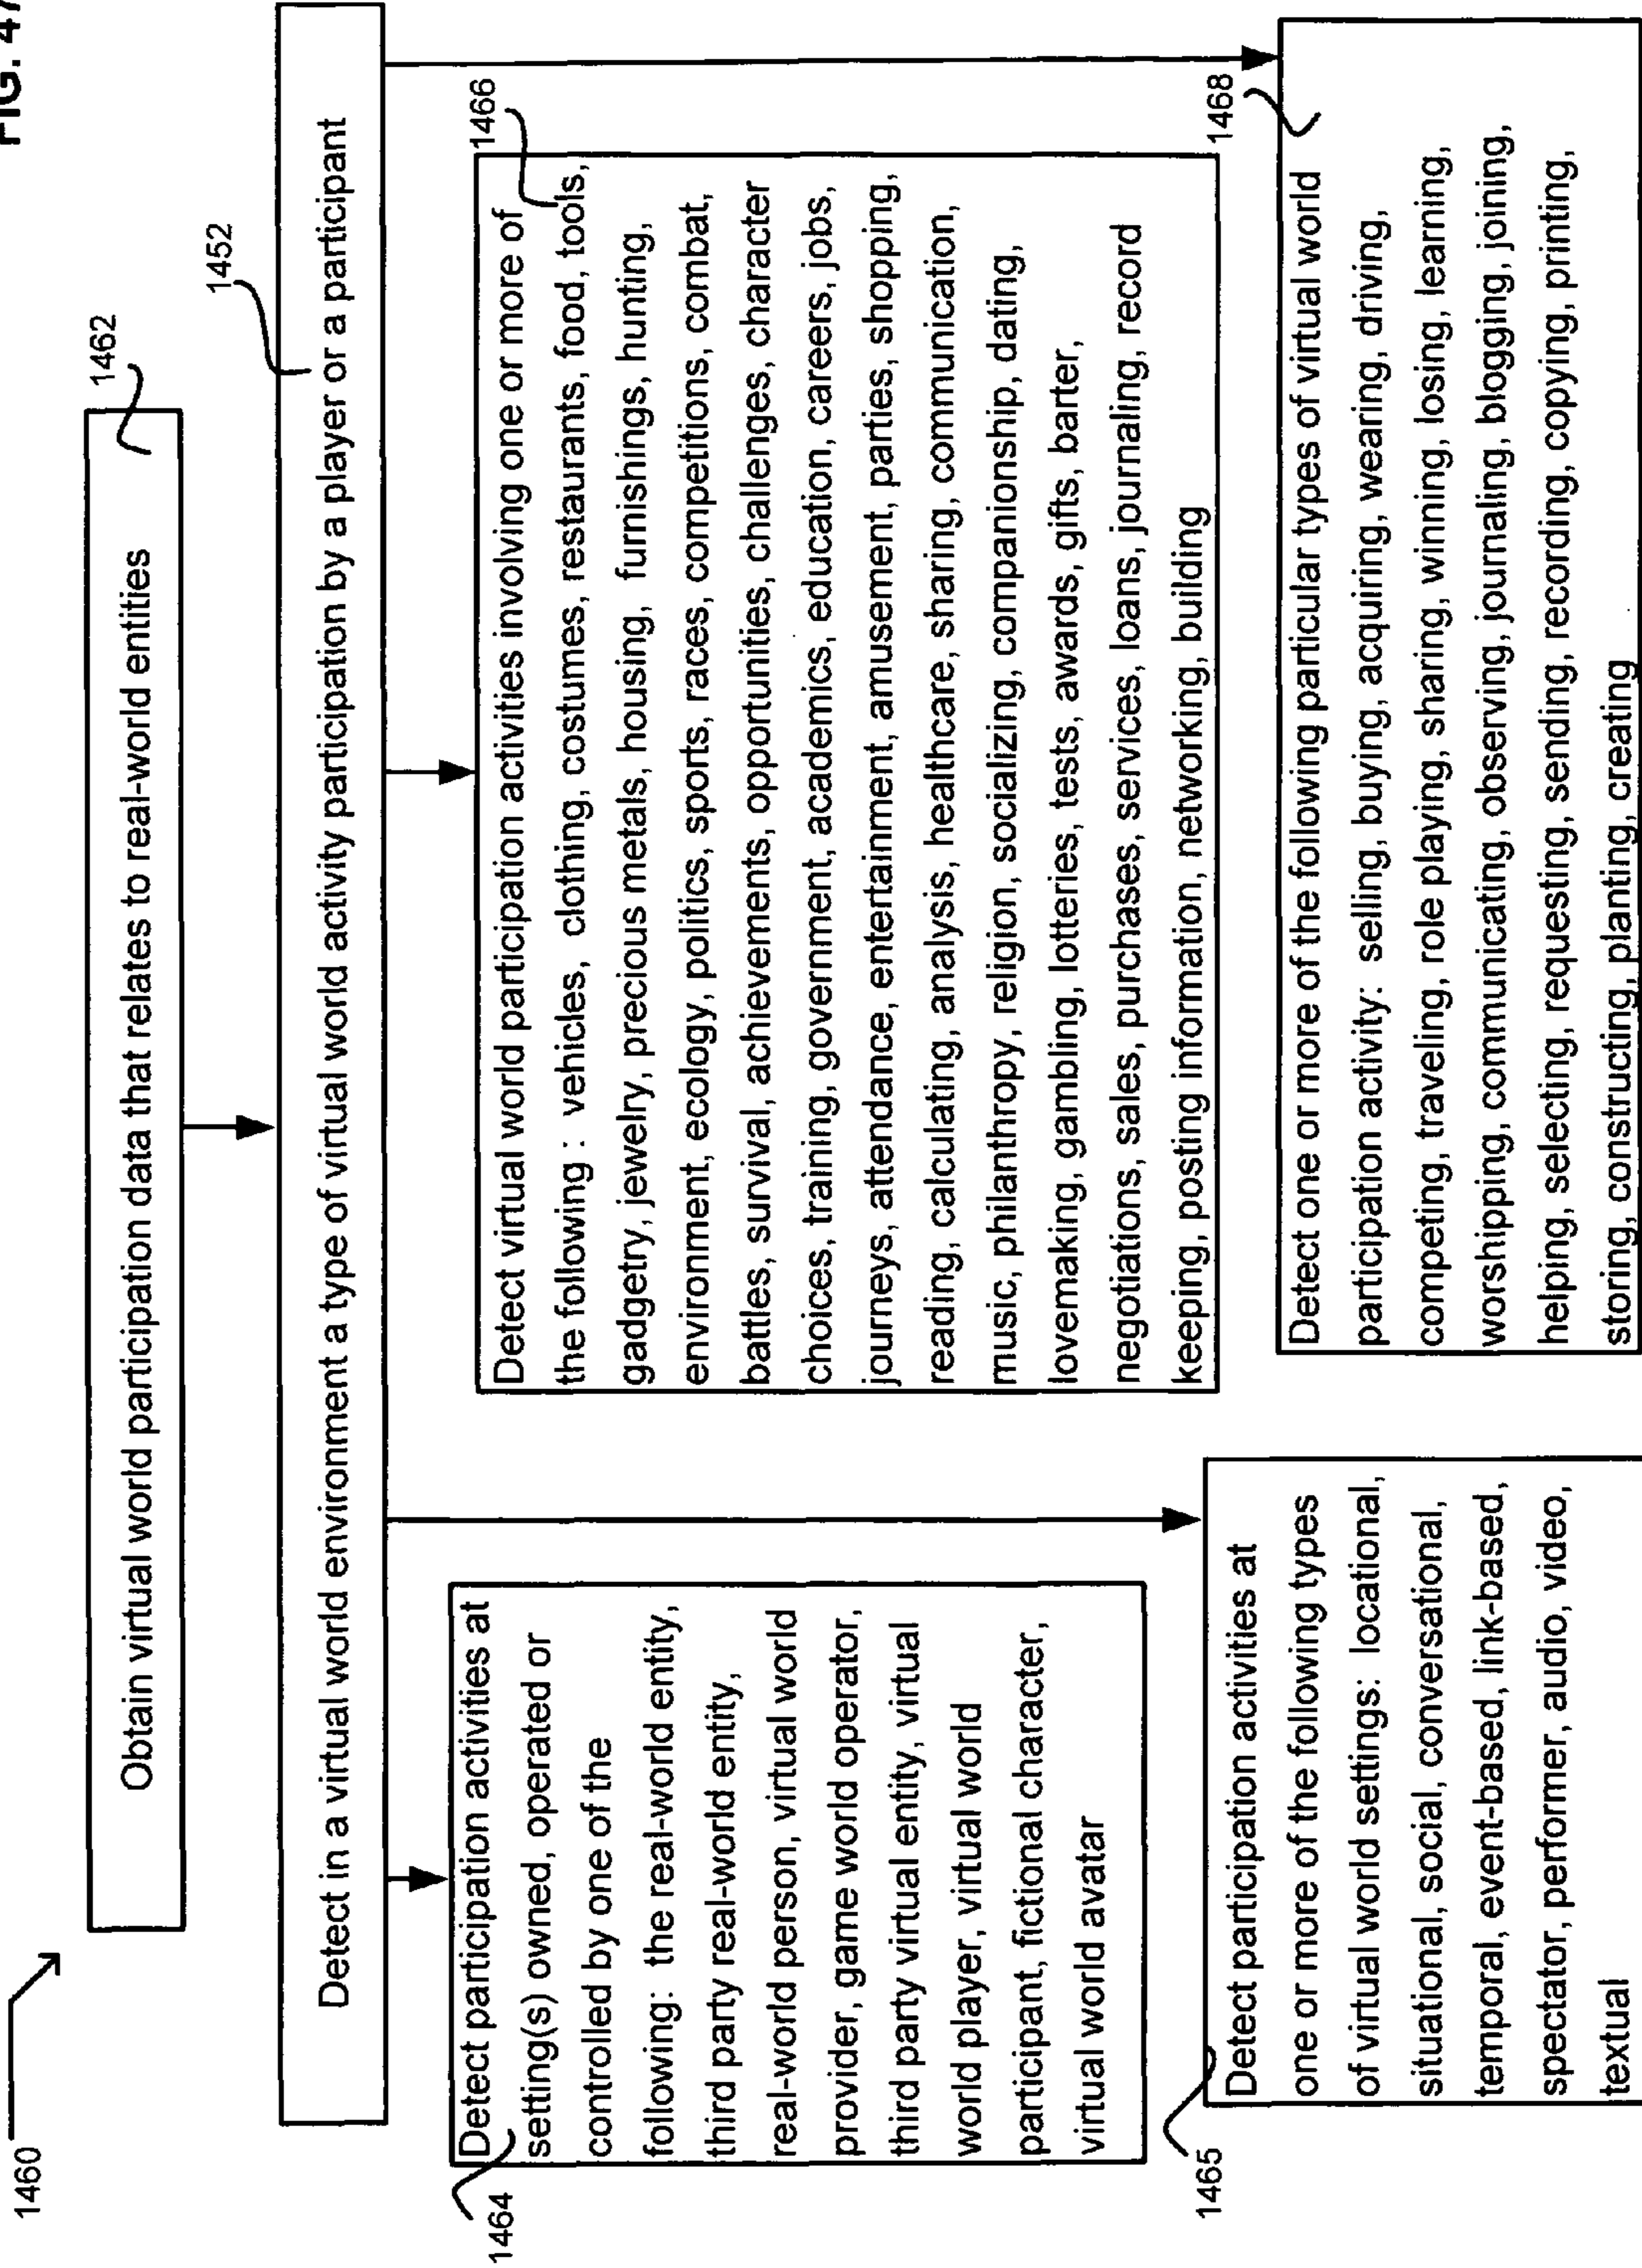 FIG. 47
1460
1462
Obtain virtual world participation data that relates to real-world entities
1452
Detect in a virtual world environment a type of virtual world activity participation by a player or a participant
1464
Detect participation activities at
setting(s) owned, operated or
controlled by one of the
following: the real-world entity,
third party real-world entity,
real-world person, virtual world
provider, game world operator,
third party virtual entity, virtual
world player, virtual world
participant, fictional character,
virtual world avatar
1466
Detect virtual world participation activities involving one or more of
the following : vehicles, clothing, costumes, restaurants, food, tools,
gadgetry, jewelry, precious metals, housing, furnishings, hunting,
environment, ecology, politics, sports, races, competitions, combat,
battles, survival, achievements, opportunities, challenges, character
choices, training, government, academics, education, careers, jobs,
journeys, attendance, entertainment, amusement, parties, shopping,
reading, calculating, analysis, healthcare, sharing, communication,
music, philanthropy, religion, socializing, companionship, dating,
lovemaking, gambling, lotteries, tests, awards, gifts, barter,
negotiations, sales, purchases, services, loans, journaling, record
keeping, posting information, networking, building
1465
Detect participation activities at
one or more of the following types
of virtual world settings: locational,
situational, social, conversational,
temporal, event-based, link-based,
spectator, performer, audio, video,
textual
1468
Detect one or more of the following particular types of virtual world
participation activity: selling, buying, acquiring, wearing, driving,
competing, traveling, role playing, sharing, winning, losing, learning,
worshipping, communicating, observing, journaling, blogging, joining,
helping, selecting, requesting, sending, recording, copying, printing,
storing, constructing, planting, creating